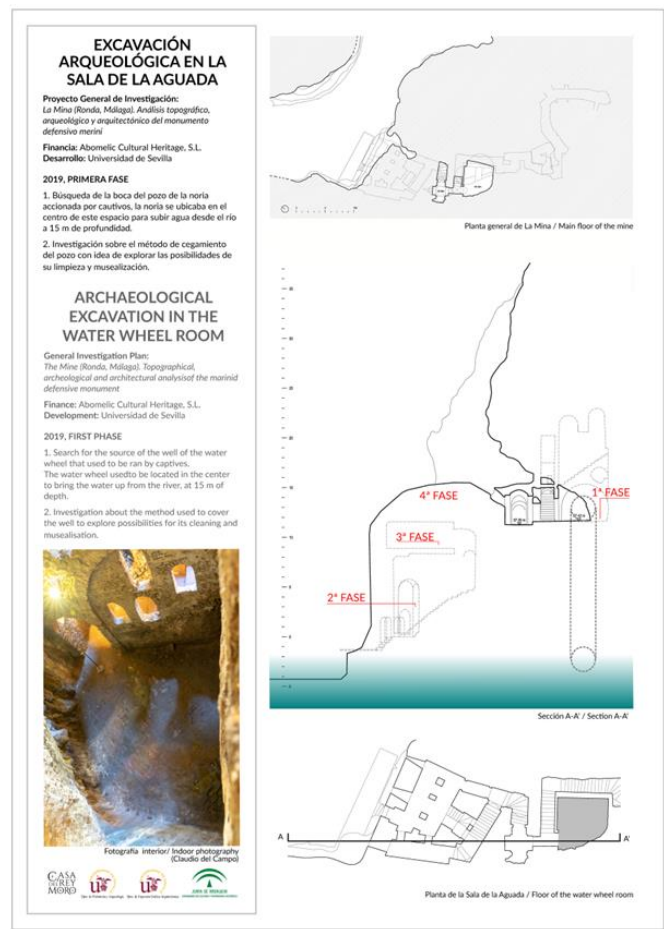 EXCAVACIÓN
ARQUEOLÓGICA EN LA
SALA DE LA AGUADA
Proyecto General de Investigación:
La Mina (Ronda, Málaga). Análisis topográfico,
arqueológico y arquitectónico del monumento
defensivo meriní
Financia: Abomelic Cultural Heritage, S.L.
Desarrollo: Universidad de Sevilla
2019, PRIMERA FASE
1. Búsqueda de la boca del pozo de la noria
accionada por cautivos, la noria se ubicaba en el
centro de este espacio para subir agua desde el río
a 15 m de profundidad.
2. Investigación sobre el método de cegamiento
del pozo con idea de explorar las posibilidades de
su limpieza y musealización.
ARCHAEOLOGICAL
EXCAVATION IN THE
WATER WHEEL ROOM
General Investigation Plan:
The Mine (Ronda, Málaga). Topographical,
archeological and architectural analysisof the marinid
defensive monument
Finance: Abomelic Cultural Heritage, S.L.
Development: Universidad de Sevilla
2019, FIRST PHASE
1. Search for the source of the well of the water
wheel that used to be ran by captives.
The water wheel usedto be located in the center
to bring the water up from the river, at 15 m of
depth.
2. Investigation about the method used to cover
the well to explore possibilities for its cleaning and
musealisation.
Fotografía interior/ Indoor photography
(Claudio del Campo)
CASA
DEL REY
MORO
JUNTA DE ANDALUCIA
Planta general de La Mina / Main floor of the mine
4ª FASE
1ª FASE
3ª FASE
2ª FASE
Sección A-A' / Section A-A'
A
A'
Planta de la Sala de la Aguada / Floor of the water wheel room